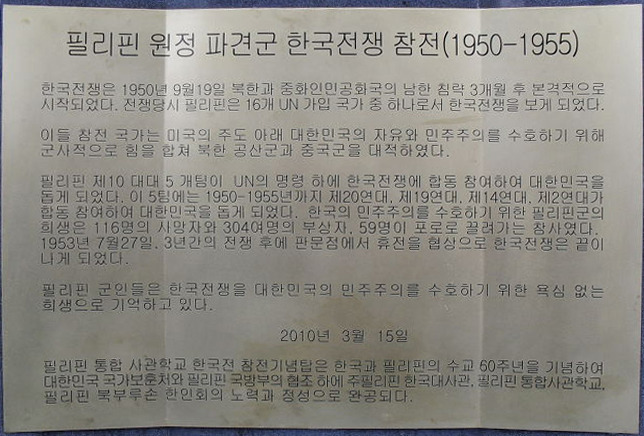 필리핀 원정 파견군 한국전쟁 참전(1950-1955)
한국전쟁은 1950년 9월19일 북한과 중화인민공화국의 남한 침략 3개월 후 본격적으로
시작되었다. 전쟁당시 필리핀은 16개 UN 가입 국가 중 하나로서 한국전쟁을 보게 되었다.
이들 참전 국가는 미국의 주도 아래 대한민국의 자유와 민주주의를 수호하기 위해
군사적으로 힘을 합쳐 북한 공산군과 중국군을 대적하였다.
필리핀 제10 대대 5 개팀이 UN의 명령 하에 한국전쟁에 합동 참여하여 대한민국을
돕게 되었다. 이 5팀에는 1950-1955년까지 제20연대, 제19연대, 제14연대, 제2연대가
합동 참여하여 대한민국을 돕게 되었다. 한국의 민주주의를 수호하기 위한 필리핀군의
희생은 116명의 사망자와 304여명의 부상자, 59명이 포로로 끌려가는 참사였다.
1953년 7월27일, 3년간의 전쟁 후에 판문점에서 휴전을 협상으로 한국전쟁은 끝이
나게 되었다.
필리핀 군인들은 한국전쟁을 대한민국의 민주주의를 수호하기 위한 욕심 없는
희생으로 기억하고 있다.
2010년 3월 15일
필리핀 통합 사관학교 한국전 참전기념탑은 한국과 필리핀의 수교 60주년을 기념하여
대한민국 국가보훈처와 필리핀 국방부의 협조 하에 주필리핀 한국대사관, 필리핀 통합사관학교,
필리핀 북부루손 한인회의 노력과 정성으로 완공되다.